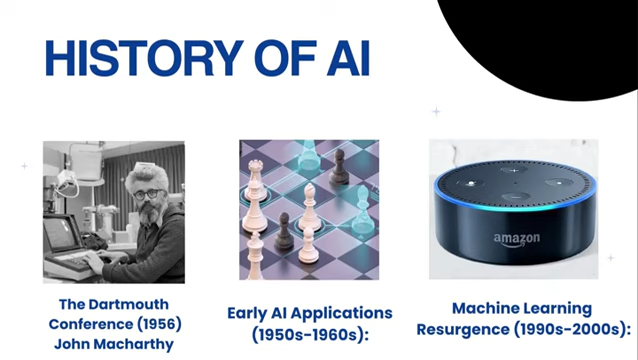 HISTORY OF AI
The Dartmouth
Conference (1956)
John Macharthy
Early AI Applications
(1950s-1960s):
amazon
Machine Learning
Resurgence (1990s-2000s):